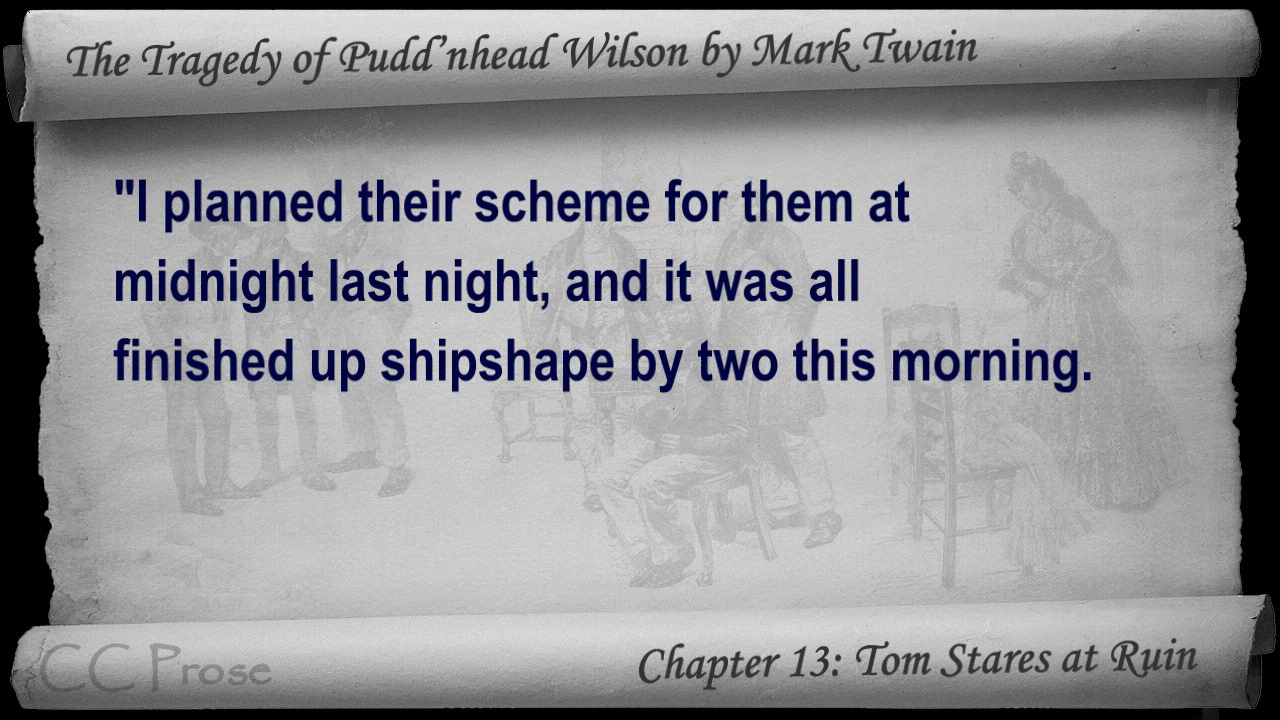 The Tragedy of Pudd'nhead Wilson by Mark Twain
"I planned their scheme for them at
midnight last night, and it was all
finished up shipshape by two this morning.
CC Prose
Chapter 13: Tom Stares at Ruin